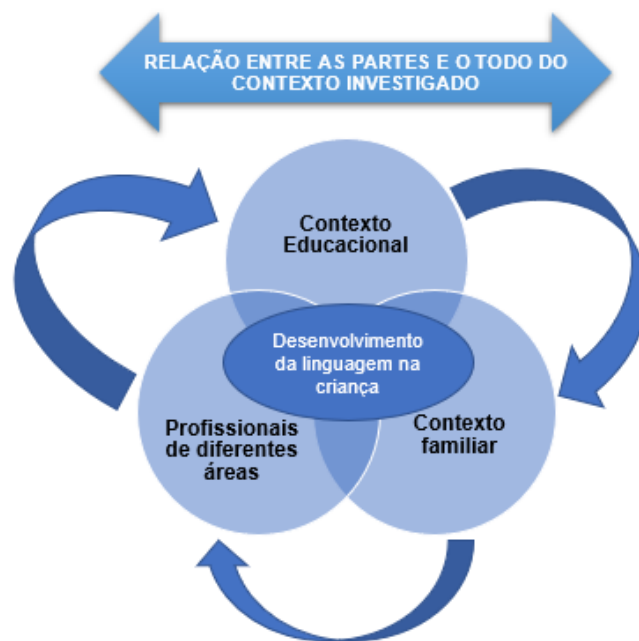 RELAÇÃO ENTRE AS PARTES E O TODO DO
CONTEXTO INVESTIGADO
Contexto
Educacional
Desenvolvimento
da linguagem na
criança
Profissionais
de diferentes
áreas
Contexto
familiar